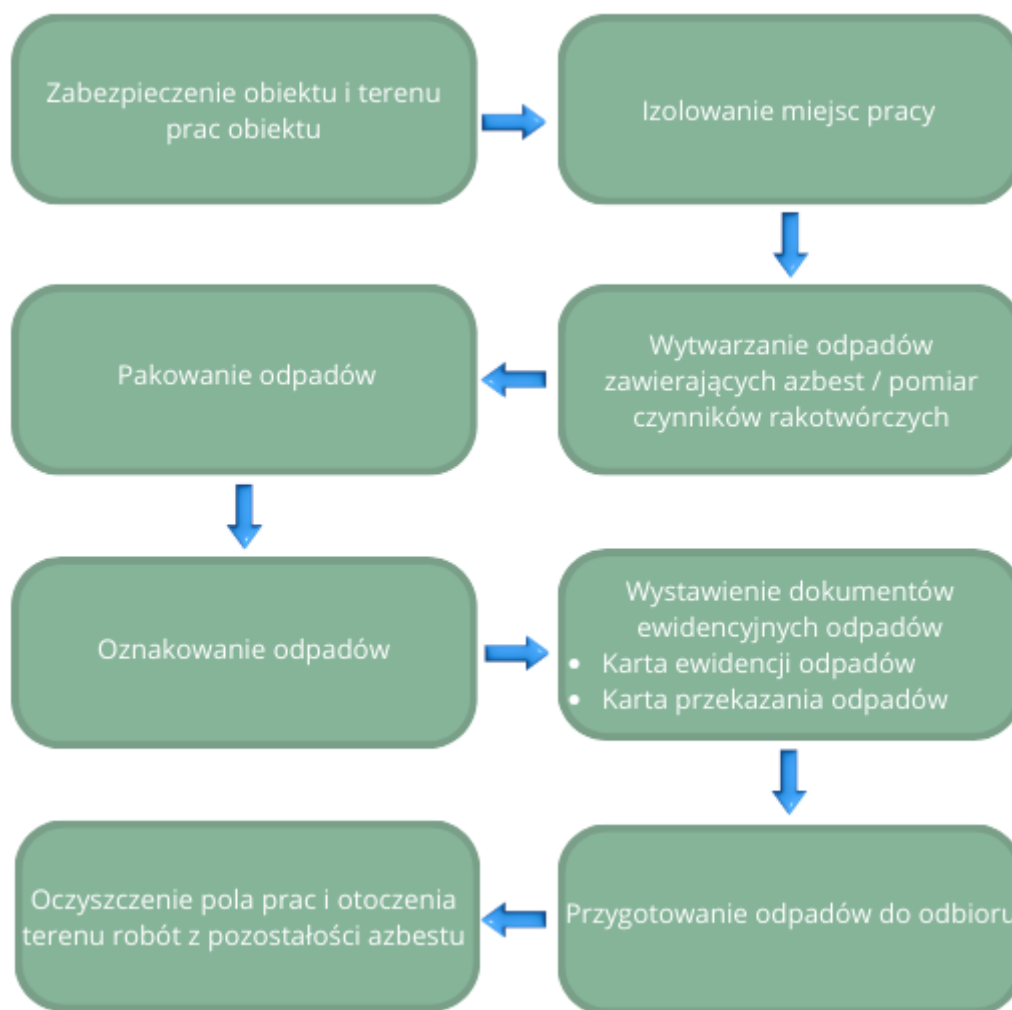 Zabezpieczenie obiektu i terenu
prac obiektu
Izolowanie miejsc pracy
Wytwarzanie odpadów
zawierających azbest / pomiar
czynników rakotwórczych
Pakowanie odpadów
Oznakowanie odpadów
Wystawienie dokumentów
ewidencyjnych odpadów
• Karta ewidencji odpadów
• Karta przekazania odpadów
Przygotowanie odpadów do odbioru
Oczyszczenie pola prac i otoczenia
terenu robót z pozostałości azbestu